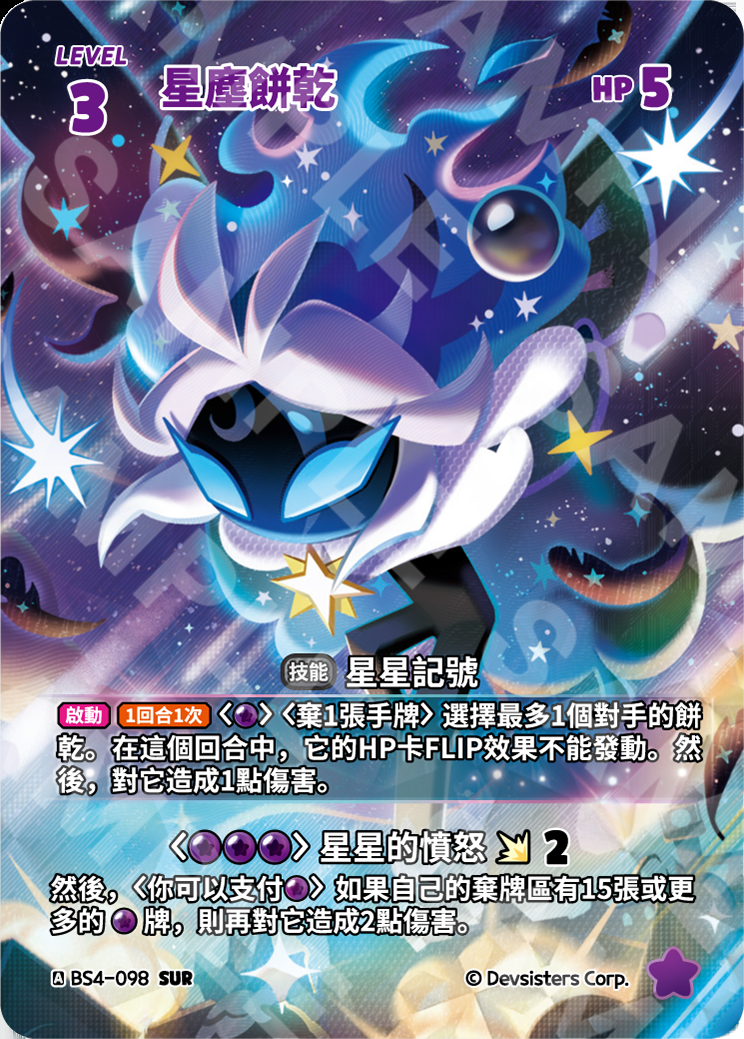 LEVEL
3
星塵餅乾
HP 5
技能 星星記號
啟動 1回合1次 〈 〉〈棄1張手牌〉選擇最多1個對手的餅
乾。在這個回合中，它的HP卡FLIP效果不能發動。然
後，對它造成1點傷害。
〈 〉星星的憤怒 2
然後，〈你可以支付 〉如果自己的棄牌區有15張或更
多的 牌，則再對它造成2點傷害。
A BS4-098 SUR
© Devsisters Corp.
SAMPLE